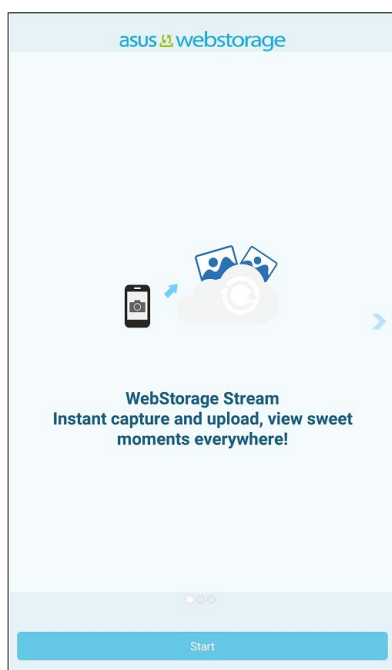 asus webstorage
WebStorage Stream
Instant capture and upload, view sweet
moments everywhere!
Start